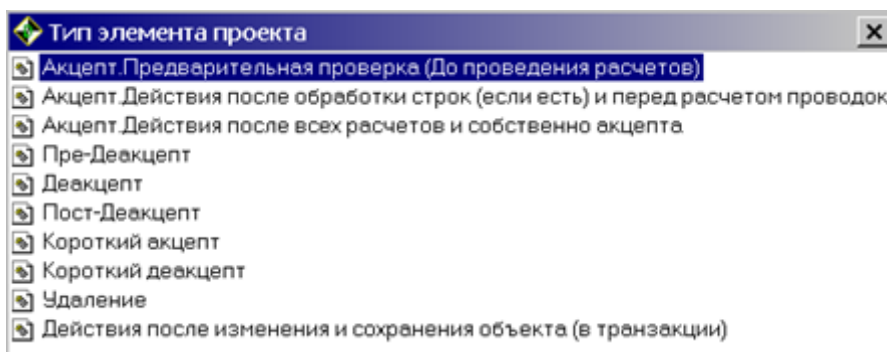 Тип элемента проекта
Акцепт.Предварительная проверка (До проведения расчетов)
Акцепт.Действия после обработки строк (если есть) и перед расчетом проводок
Акцепт.Действия после всех расчетов и собственно акцепта
Пре-Деакцепт
Деакцепт
Пост-Деакцепт
Короткий акцепт
Короткий деакцепт
Удаление
Действия после изменения и сохранения объекта (в транзакции)